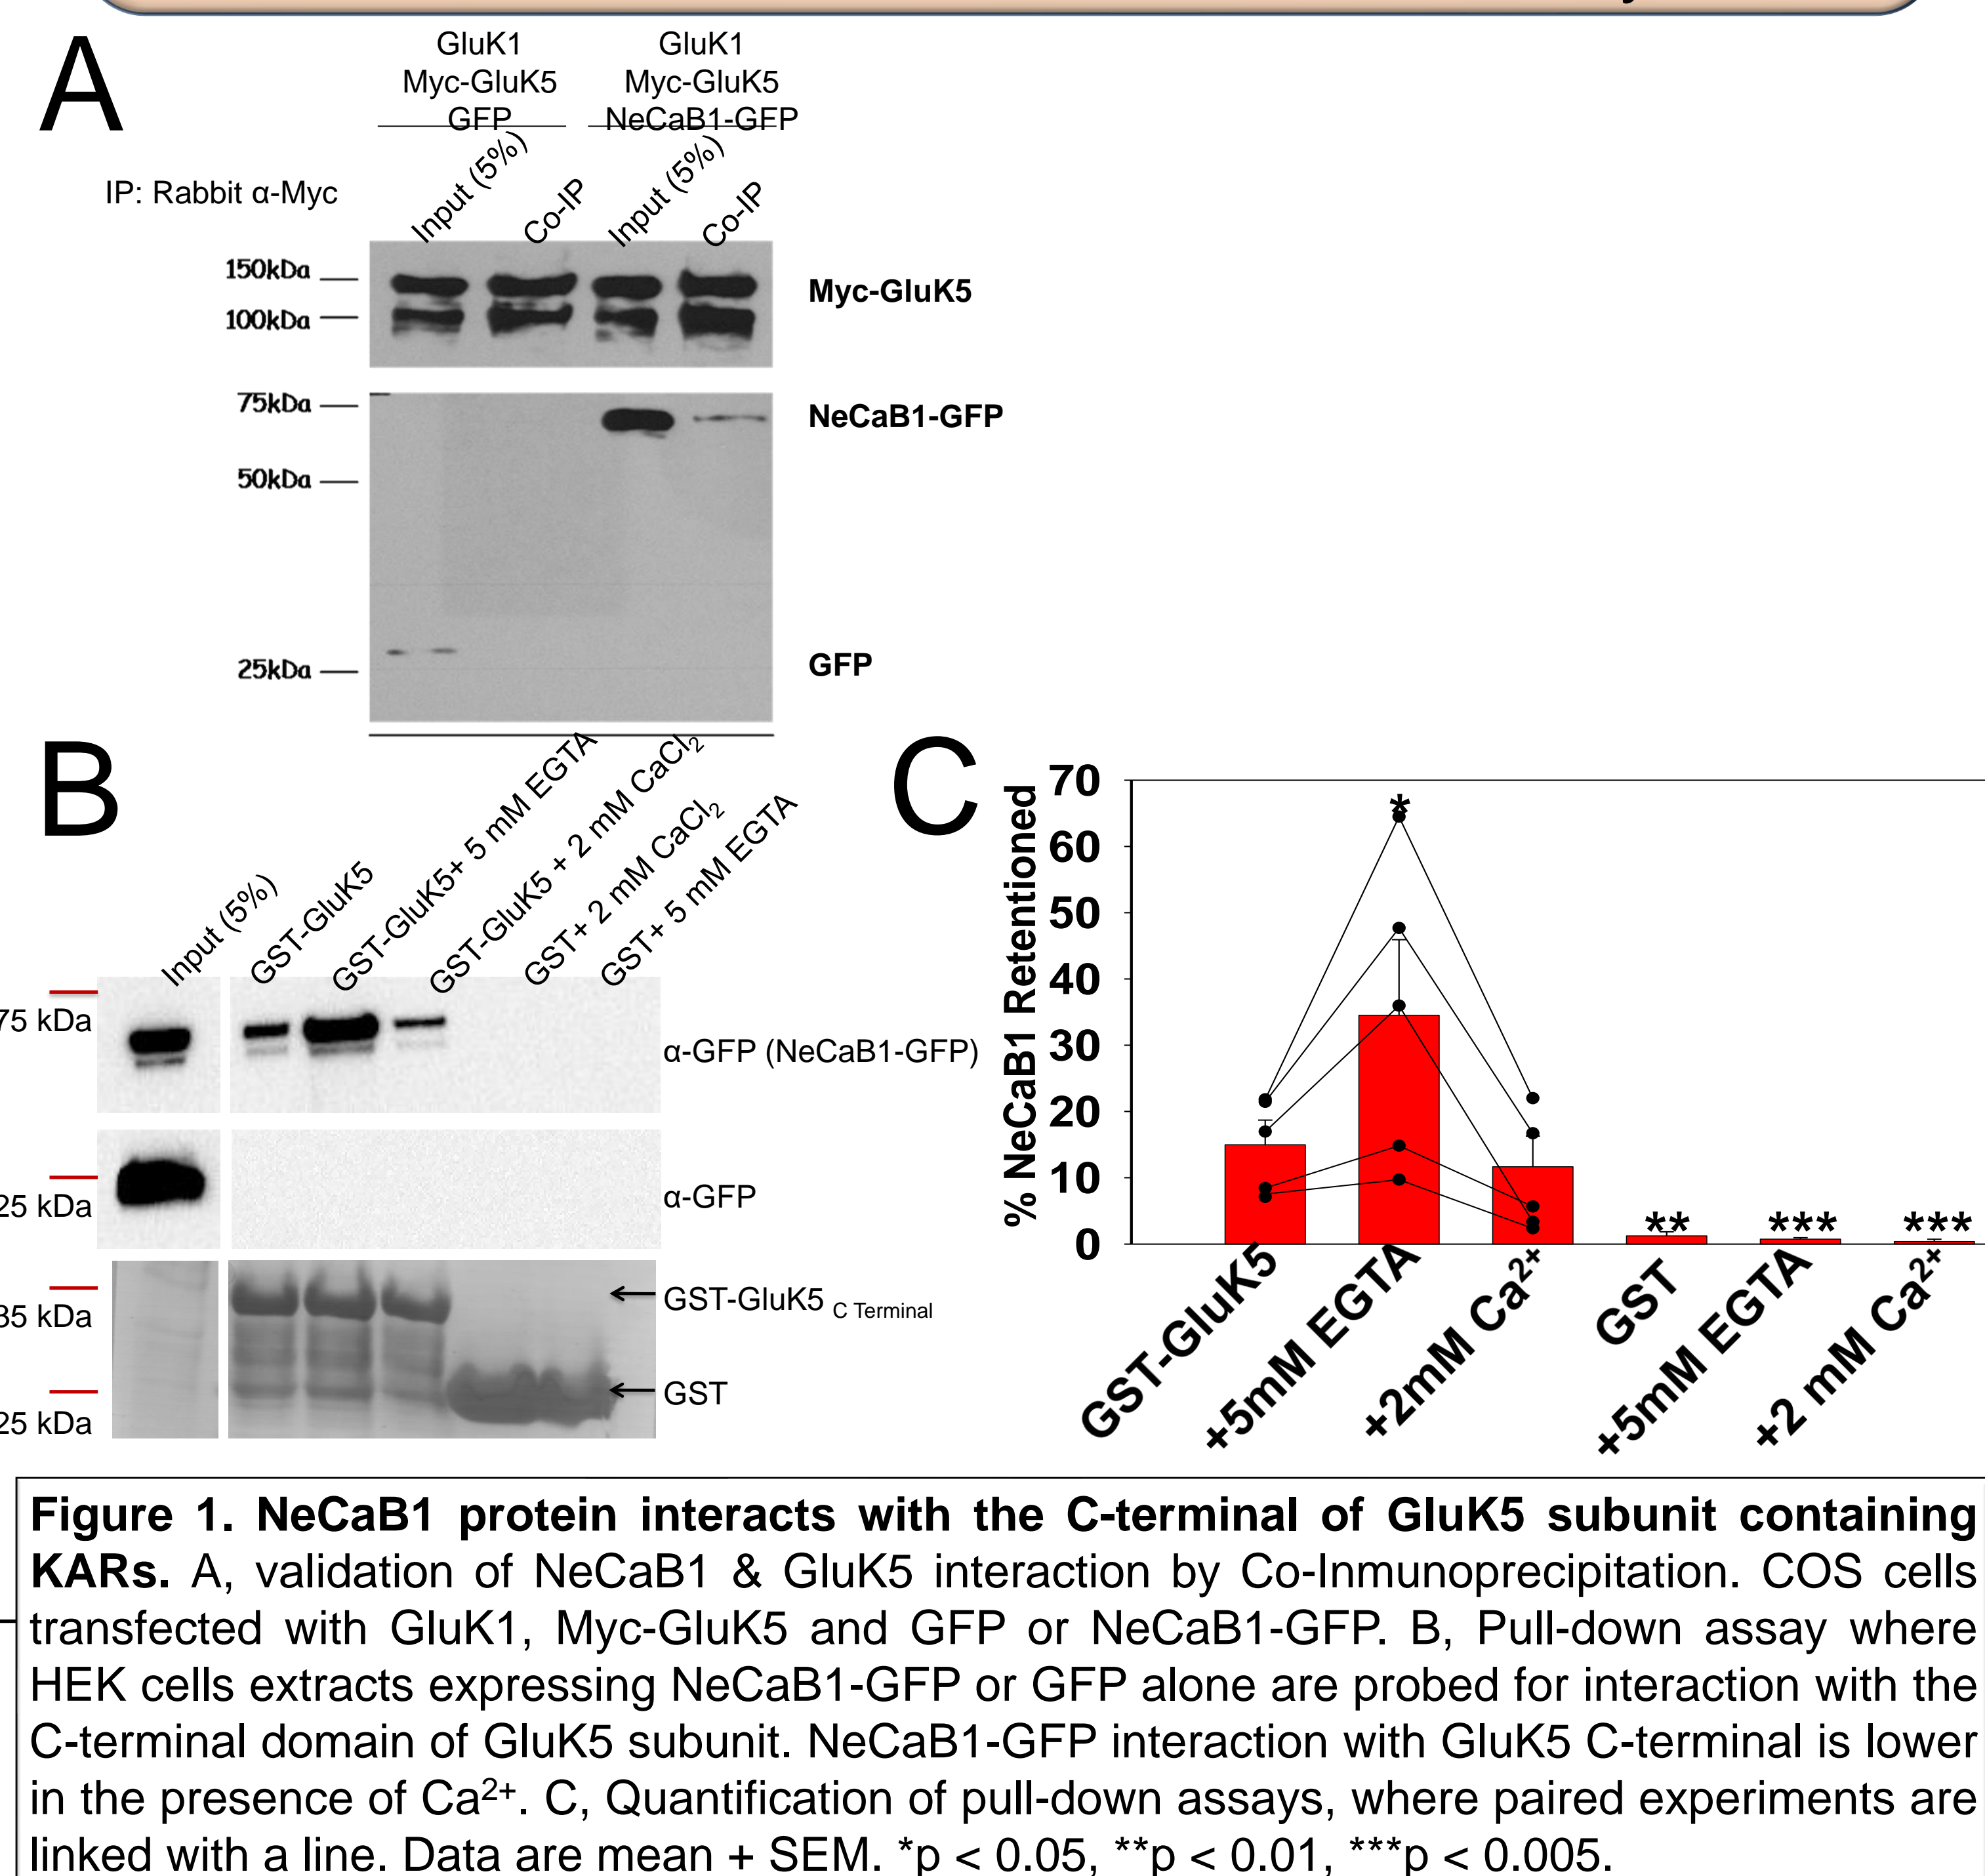 A
GluK1
Myc-GluK5
GFP
GluK1
Myc-GluK5
NeCaB1-GFP
IP: Rabbit α-Myc
Input (5%)
Co-IP
Input (5%)
Co-IP
150kDa
100kDa
Myc-GluK5
75kDa
NeCaB1-GFP
50kDa
25kDa
GFP
B
Input (5%)
GST-GluK5
GST-GluK5+ 5 mM EGTA
GST-GluK5 + 2 mM CaCl₂
GST+ 2 mM CaCl₂
GST+ 5 mM EGTA
75 kDa
α-GFP (NeCaB1-GFP)
25 kDa
α-GFP
35 kDa
GST-GluK5 C Terminal
GST
25 kDa
C
% NeCaB1 Retentioned
70
60
50
40
30
20
10
0
*
**
***
***
GST-GluK5
+5mM EGTA
+2mM Ca²⁺
GST
+5mM EGTA
+2 mM Ca²⁺
Figure 1. NeCaB1 protein interacts with the C-terminal of GluK5 subunit containing
KARs. A, validation of NeCaB1 & GluK5 interaction by Co-Inmunoprecipitation. COS cells
transfected with GluK1, Myc-GluK5 and GFP or NeCaB1-GFP. B, Pull-down assay where
HEK cells extracts expressing NeCaB1-GFP or GFP alone are probed for interaction with the
C-terminal domain of GluK5 subunit. NeCaB1-GFP interaction with GluK5 C-terminal is lower
in the presence of Ca²⁺. C, Quantification of pull-down assays, where paired experiments are
linked with a line. Data are mean + SEM. *p < 0.05, **p < 0.01, ***p < 0.005.